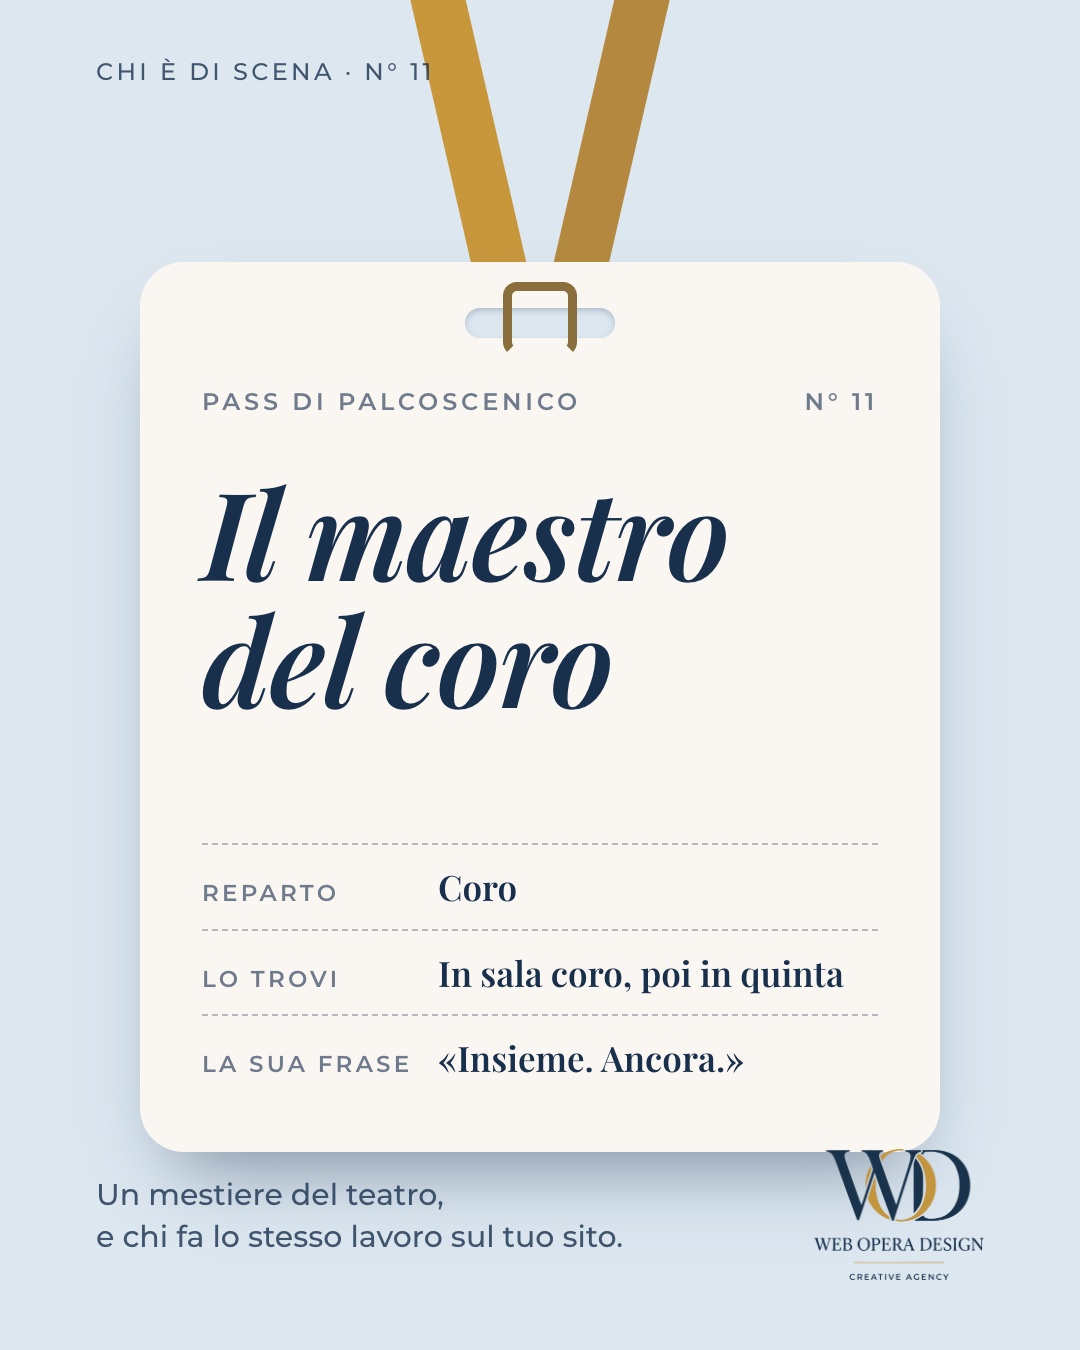 CHI È DI SCENA · N° 11
PASS DI PALCOSCENICO N° 11
Il maestro
del coro
REPARTO Coro
LO TROVI In sala coro, poi in quinta
LA SUA FRASE «Insieme. Ancora.»
Un mestiere del teatro,
e chi fa lo stesso lavoro sul tuo sito.
WOD
WEB OPERA DESIGN
CREATIVE AGENCY